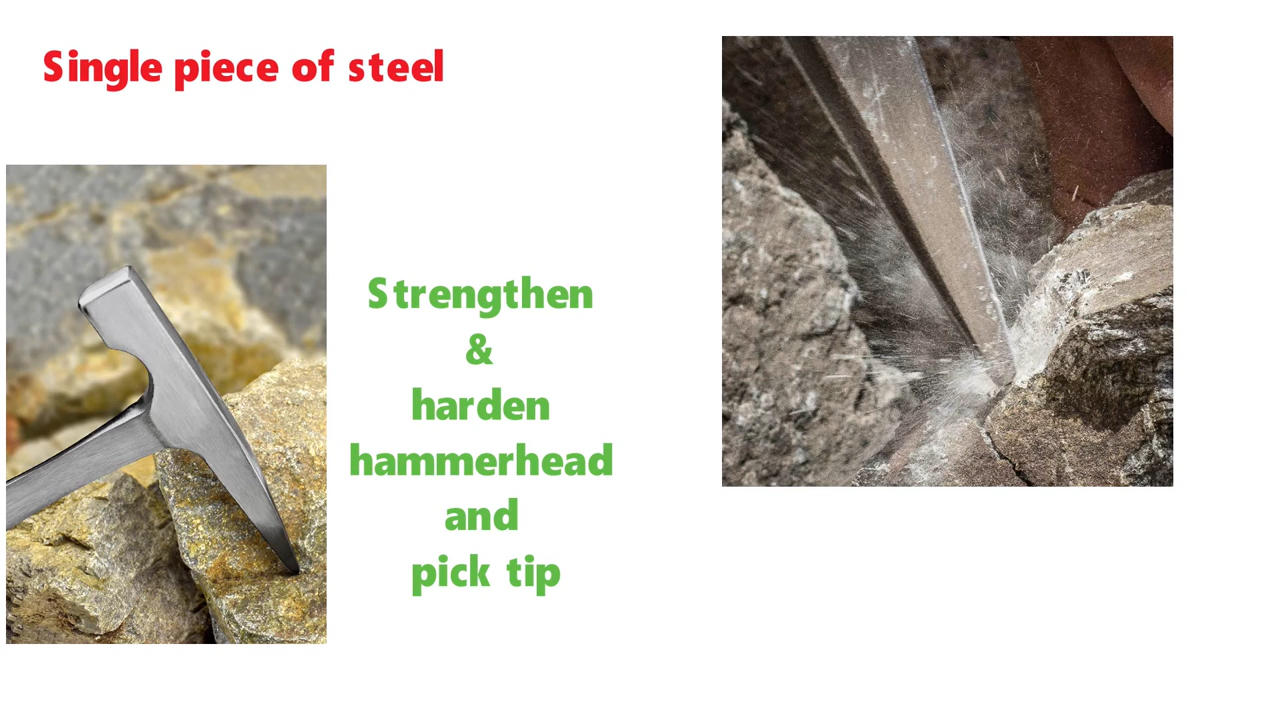 Single piece of steel
Strengthen
&
harden
hammerhead
and
pick tip